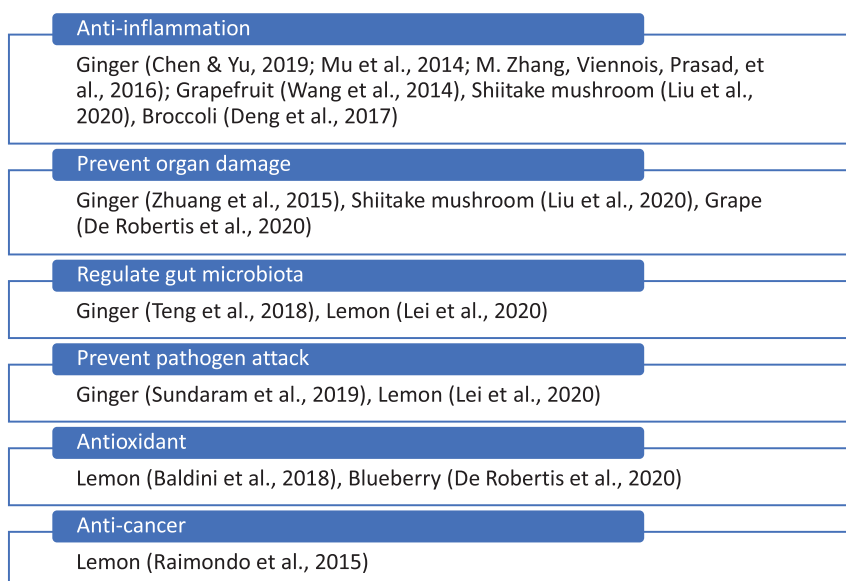 Anti-inflammation
Ginger (Chen & Yu, 2019; Mu et al., 2014; M. Zhang, Viennois, Prasad, et
al., 2016); Grapefruit (Wang et al., 2014), Shiitake mushroom (Liu et al.,
2020), Broccoli (Deng et al., 2017)
Prevent organ damage
Ginger (Zhuang et al., 2015), Shiitake mushroom (Liu et al., 2020), Grape
(De Robertis et al., 2020)
Regulate gut microbiota
Ginger (Teng et al., 2018), Lemon (Lei et al., 2020)
Prevent pathogen attack
Ginger (Sundaram et al., 2019), Lemon (Lei et al., 2020)
Antioxidant
Lemon (Baldini et al., 2018), Blueberry (De Robertis et al., 2020)
Anti-cancer
Lemon (Raimondo et al., 2015)